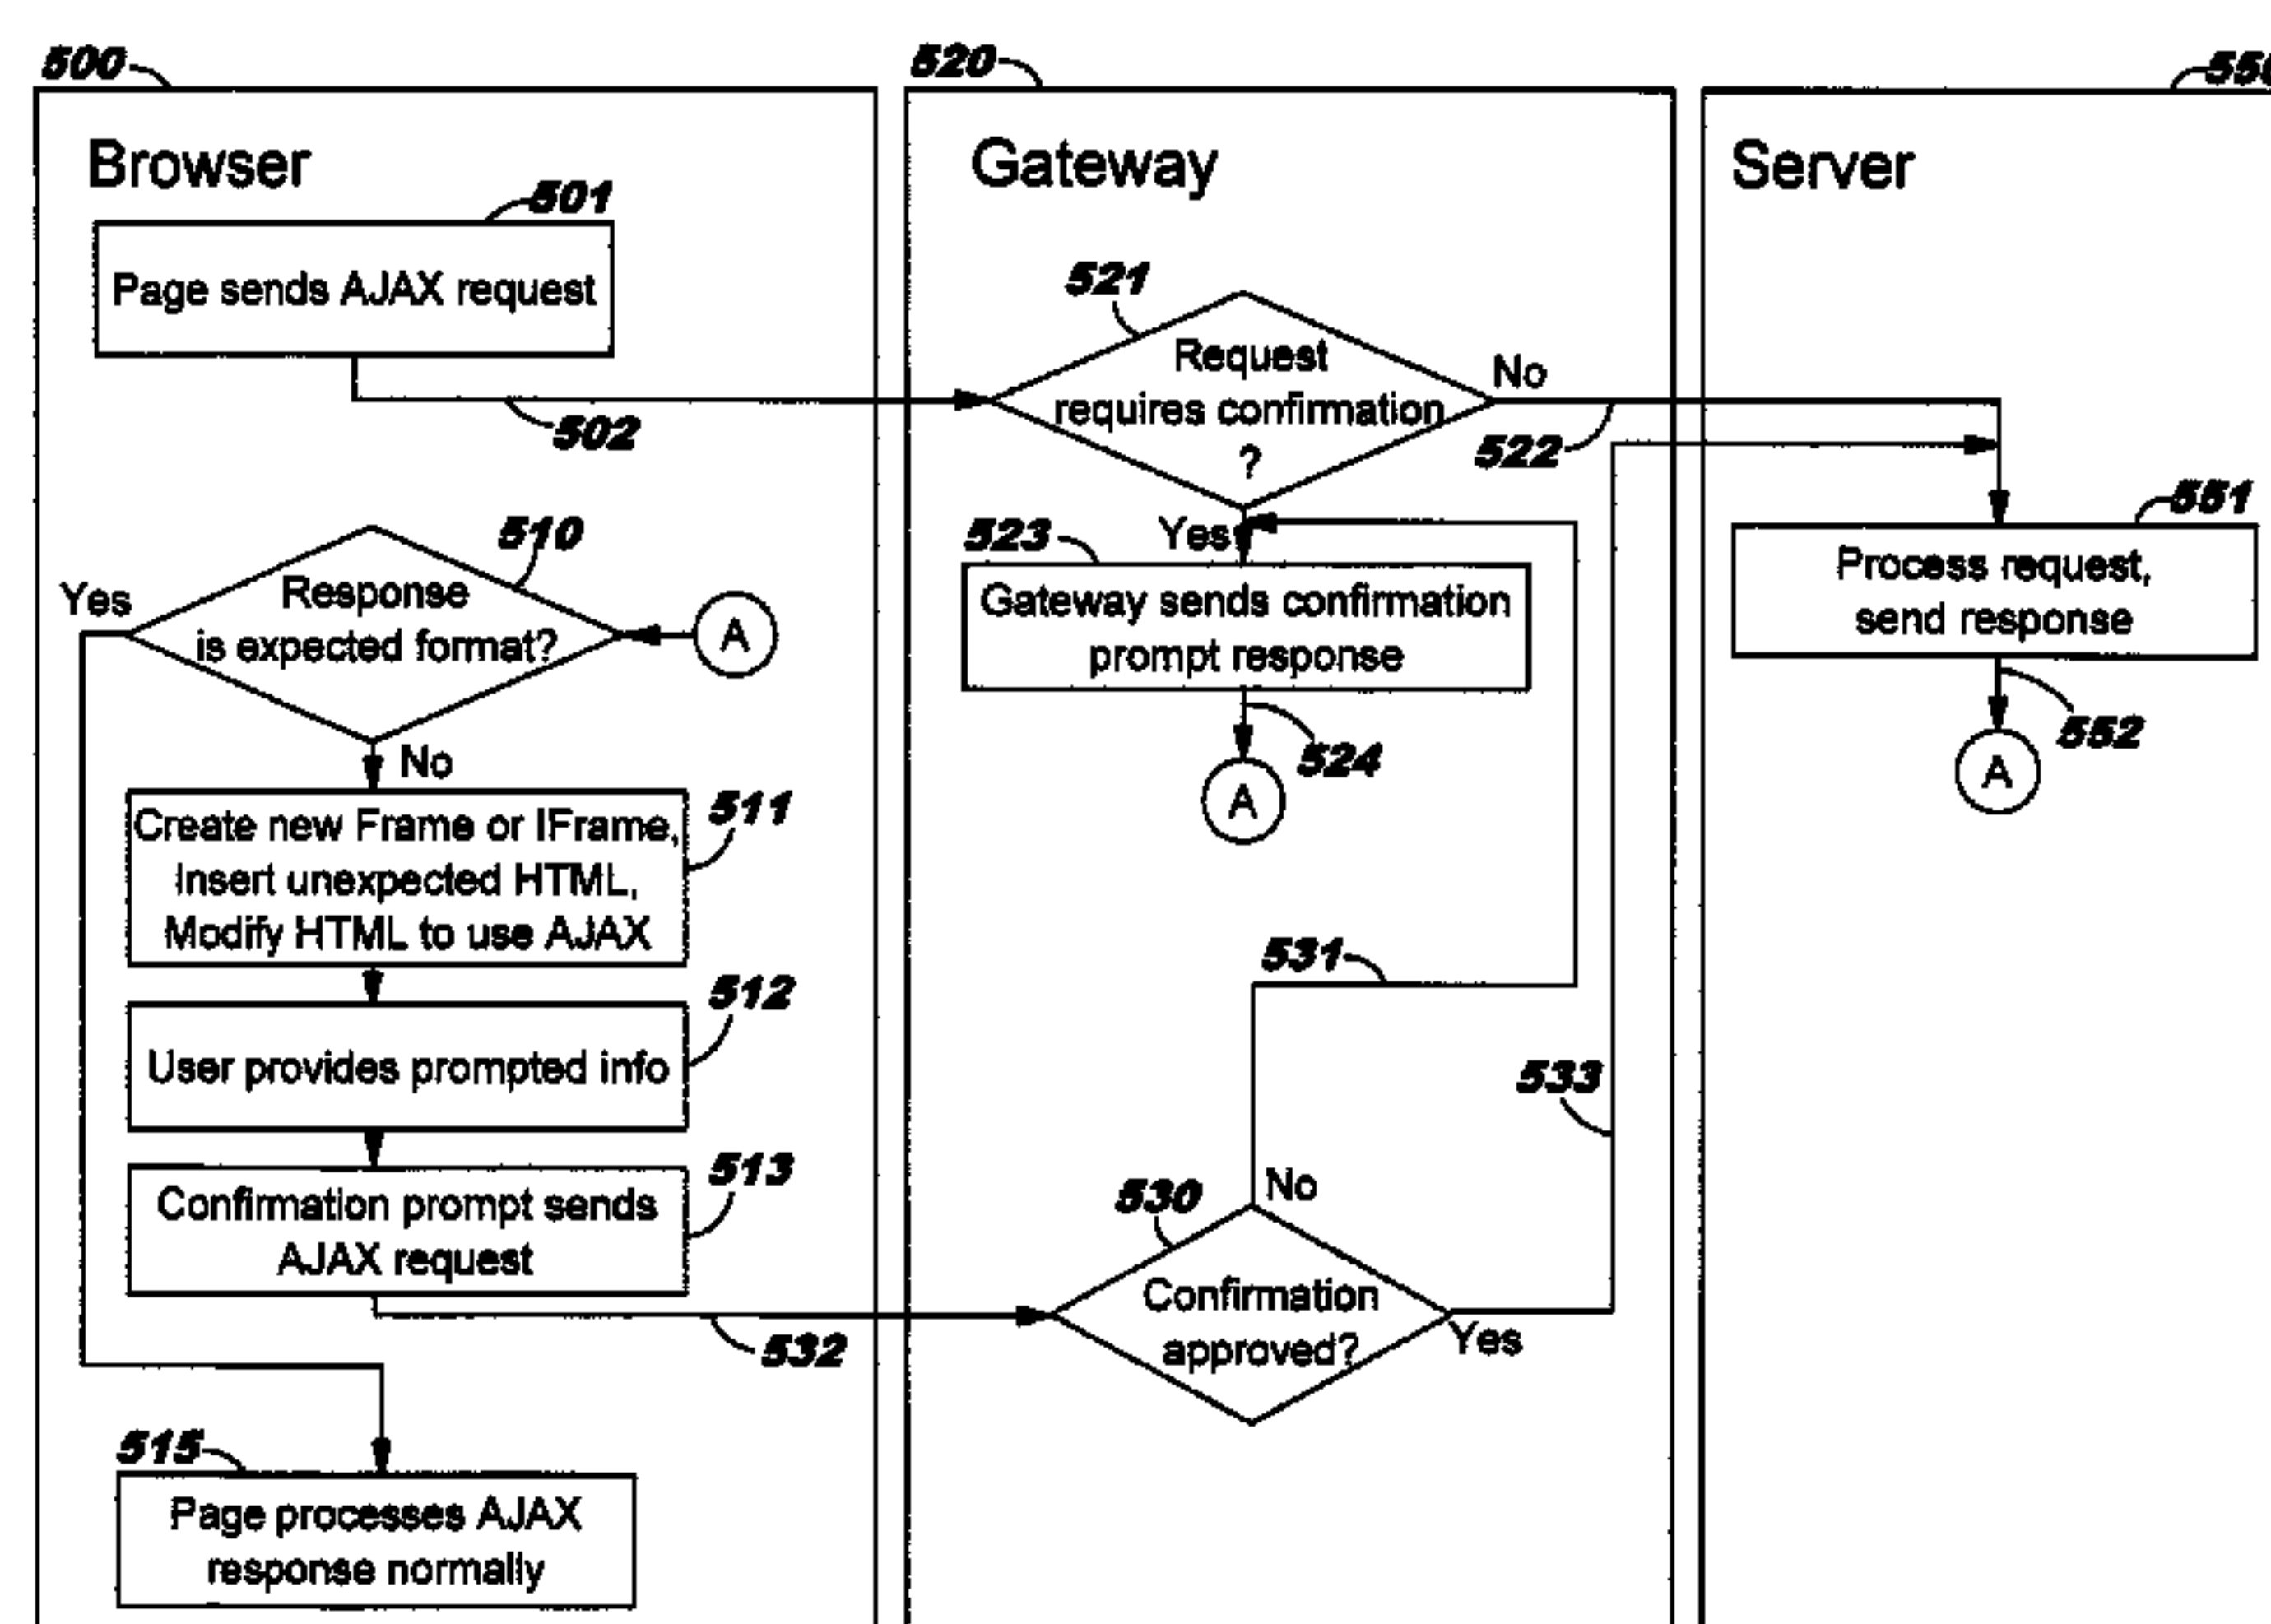 500
520
550
Browser
Gateway
Server
501
Page sends AJAX request
502
521
Request
requires confirmation
?
No
522
Yes
510
Response
is expected format?
Yes
A
No
523
Gateway sends confirmation
prompt response
524
A
551
Process request,
send response
552
A
511
Create new Frame or IFrame,
Insert unexpected HTML,
Modify HTML to use AJAX
512
User provides prompted info
513
Confirmation prompt sends
AJAX request
532
531
533
530
No
Confirmation
approved?
Yes
515
Page processes AJAX
response normally